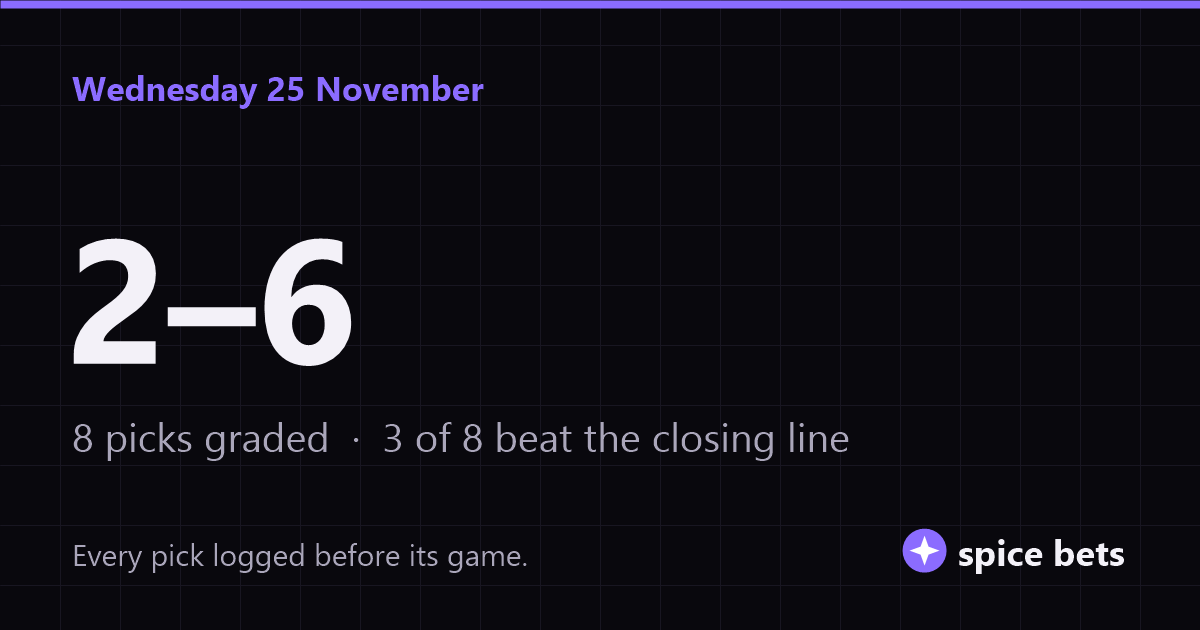 Wednesday 25 November
2–6
8 picks graded · 3 of 8 beat the closing line
Every pick logged before its game.
spice bets